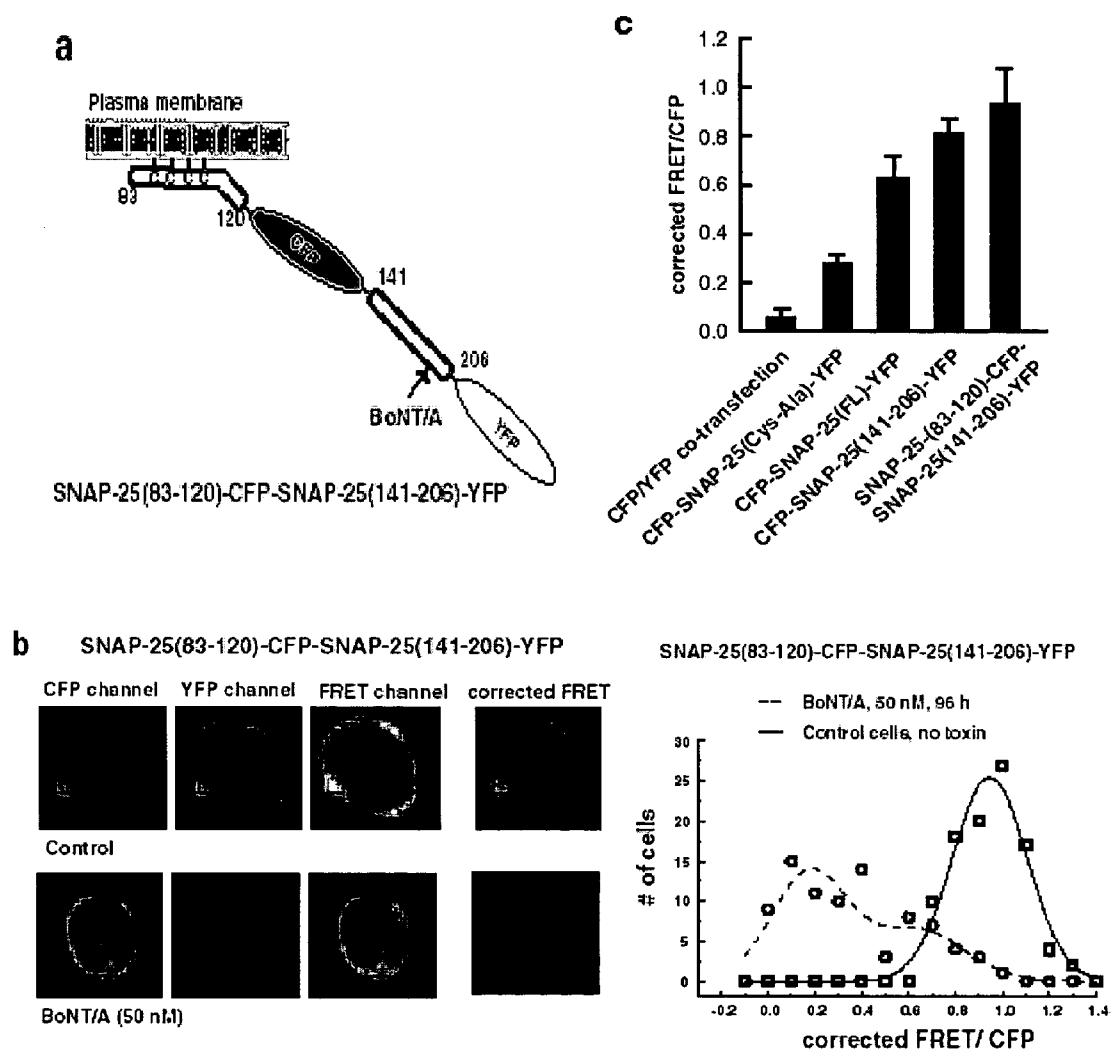 a
Plasma membrane
83
C C C C
120
CFP
141
206
BoNT/A
YFP
SNAP-25(83-120)-CFP-SNAP-25(141-206)-YFP
c
corrected FRET/CFP
1.2
1.0
0.8
0.6
0.4
0.2
0.0
CFP/YFP co-transfection
CFP-SNAP-25(Cys-Ala)-YFP
CFP-SNAP-25(FL)-YFP
CFP-SNAP-25(141-206)-YFP
SNAP-25-(83-120)-CFP-
SNAP-25(141-206)-YFP
b
SNAP-25(83-120)-CFP-SNAP-25(141-206)-YFP
CFP channel YFP channel FRET channel corrected FRET
Control
BoNT/A (50 nM)
SNAP-25(83-120)-CFP-SNAP-25(141-206)-YFP
BoNT/A, 50 nM, 96 h
Control cells, no toxin
# of cells
30
25
20
15
10
5
0
-0.2 0.0 0.2 0.4 0.6 0.8 1.0 1.2 1.4
corrected FRET/ CFP